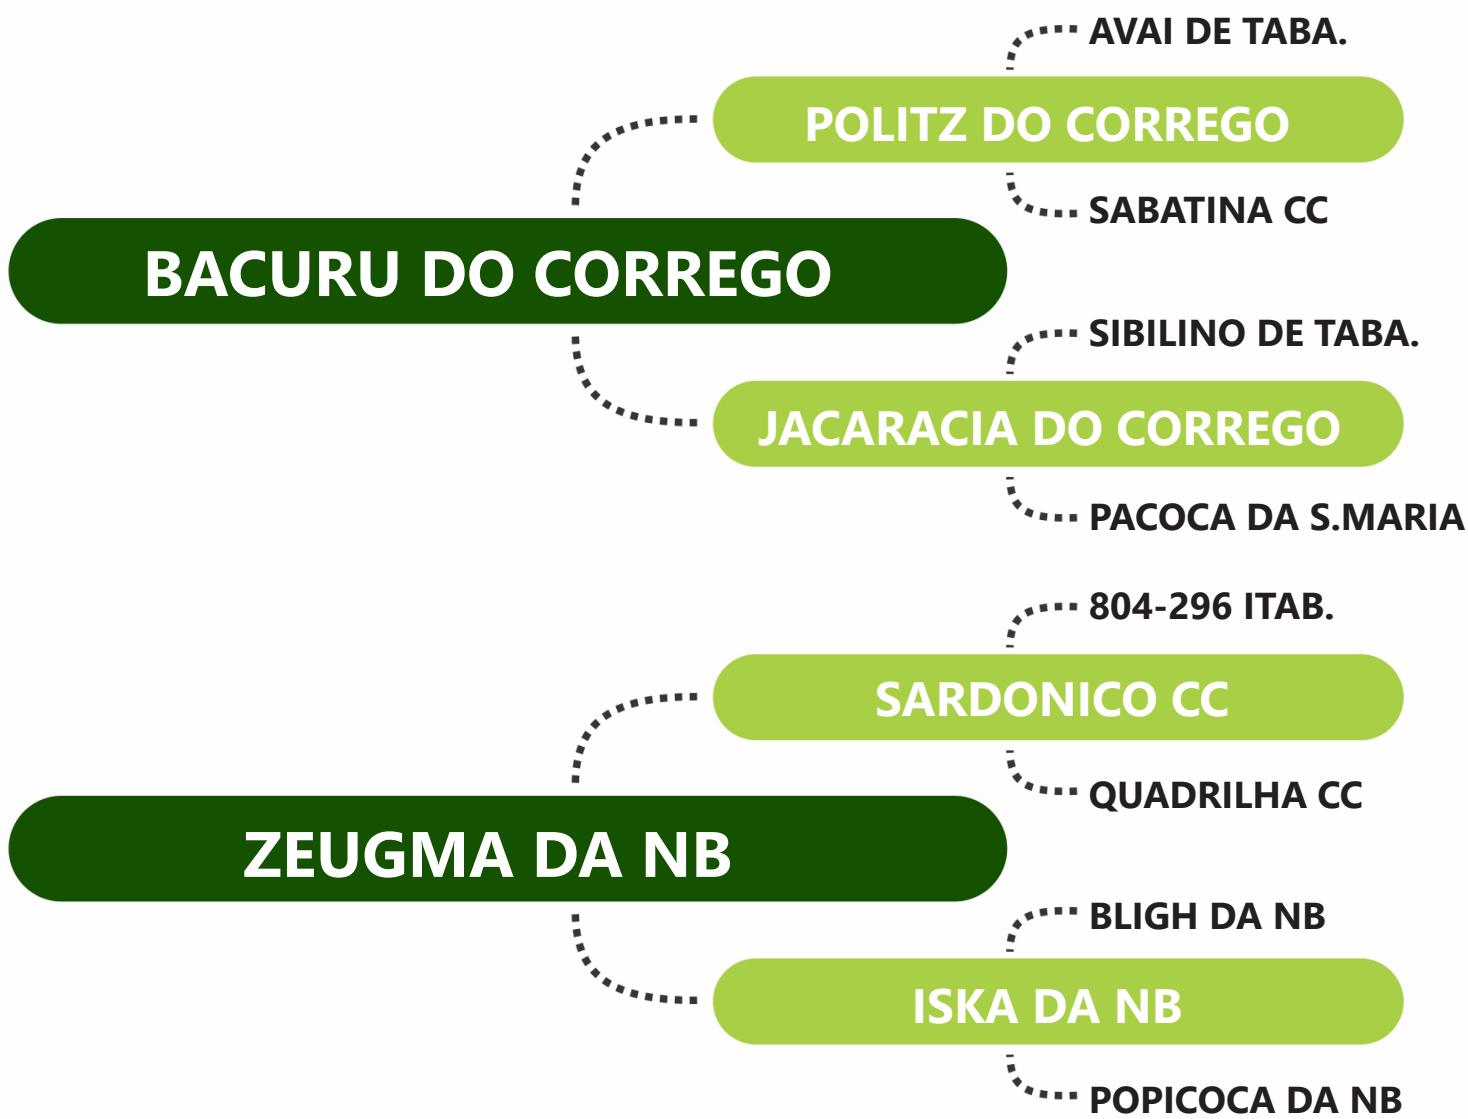 AVAI DE TABA.
POLITZ DO CORREGO
SABATINA CC
BACURU DO CORREGO
SIBILINO DE TABA.
JACARACIA DO CORREGO
PACOCA DA S.MARIA
804-296 ITAB.
SARDONICO CC
QUADRILHA CC
ZEUGMA DA NB
BLIGH DA NB
ISKA DA NB
POPICOCA DA NB